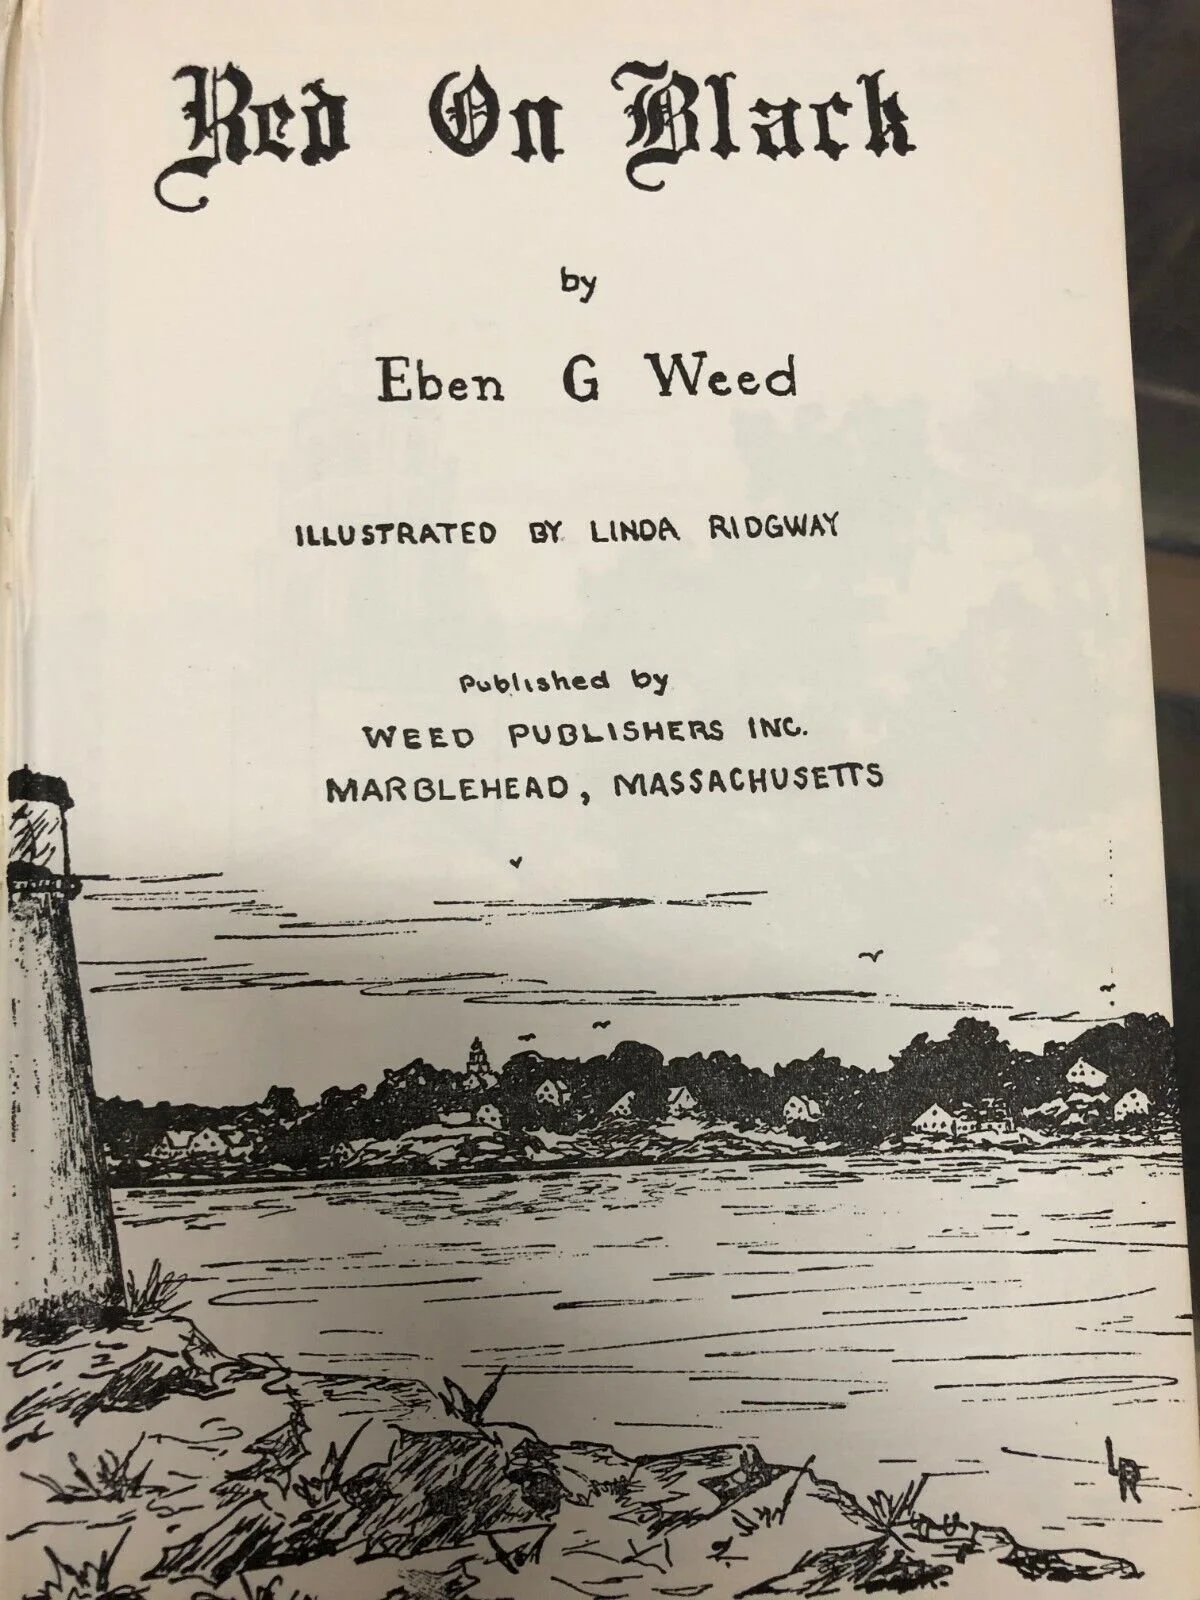 Red On Black
by
Eben G Weed
ILLUSTRATED BY LINDA RIDGWAY
Published by
WEED PUBLISHERS INC.
MARBLEHEAD, MASSACHUSETTS
LR